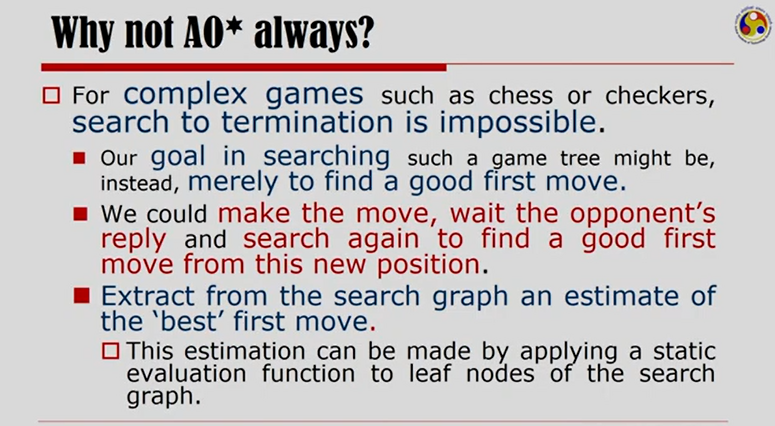 Why not AO* always?
For complex games such as chess or checkers,
search to termination is impossible.
Our goal in searching such a game tree might be,
instead, merely to find a good first move.
We could make the move, wait the opponent's
reply and search again to find a good first
move from this new position.
Extract from the search graph an estimate of
the 'best' first move.
This estimation can be made by applying a static
evaluation function to leaf nodes of the search
graph.